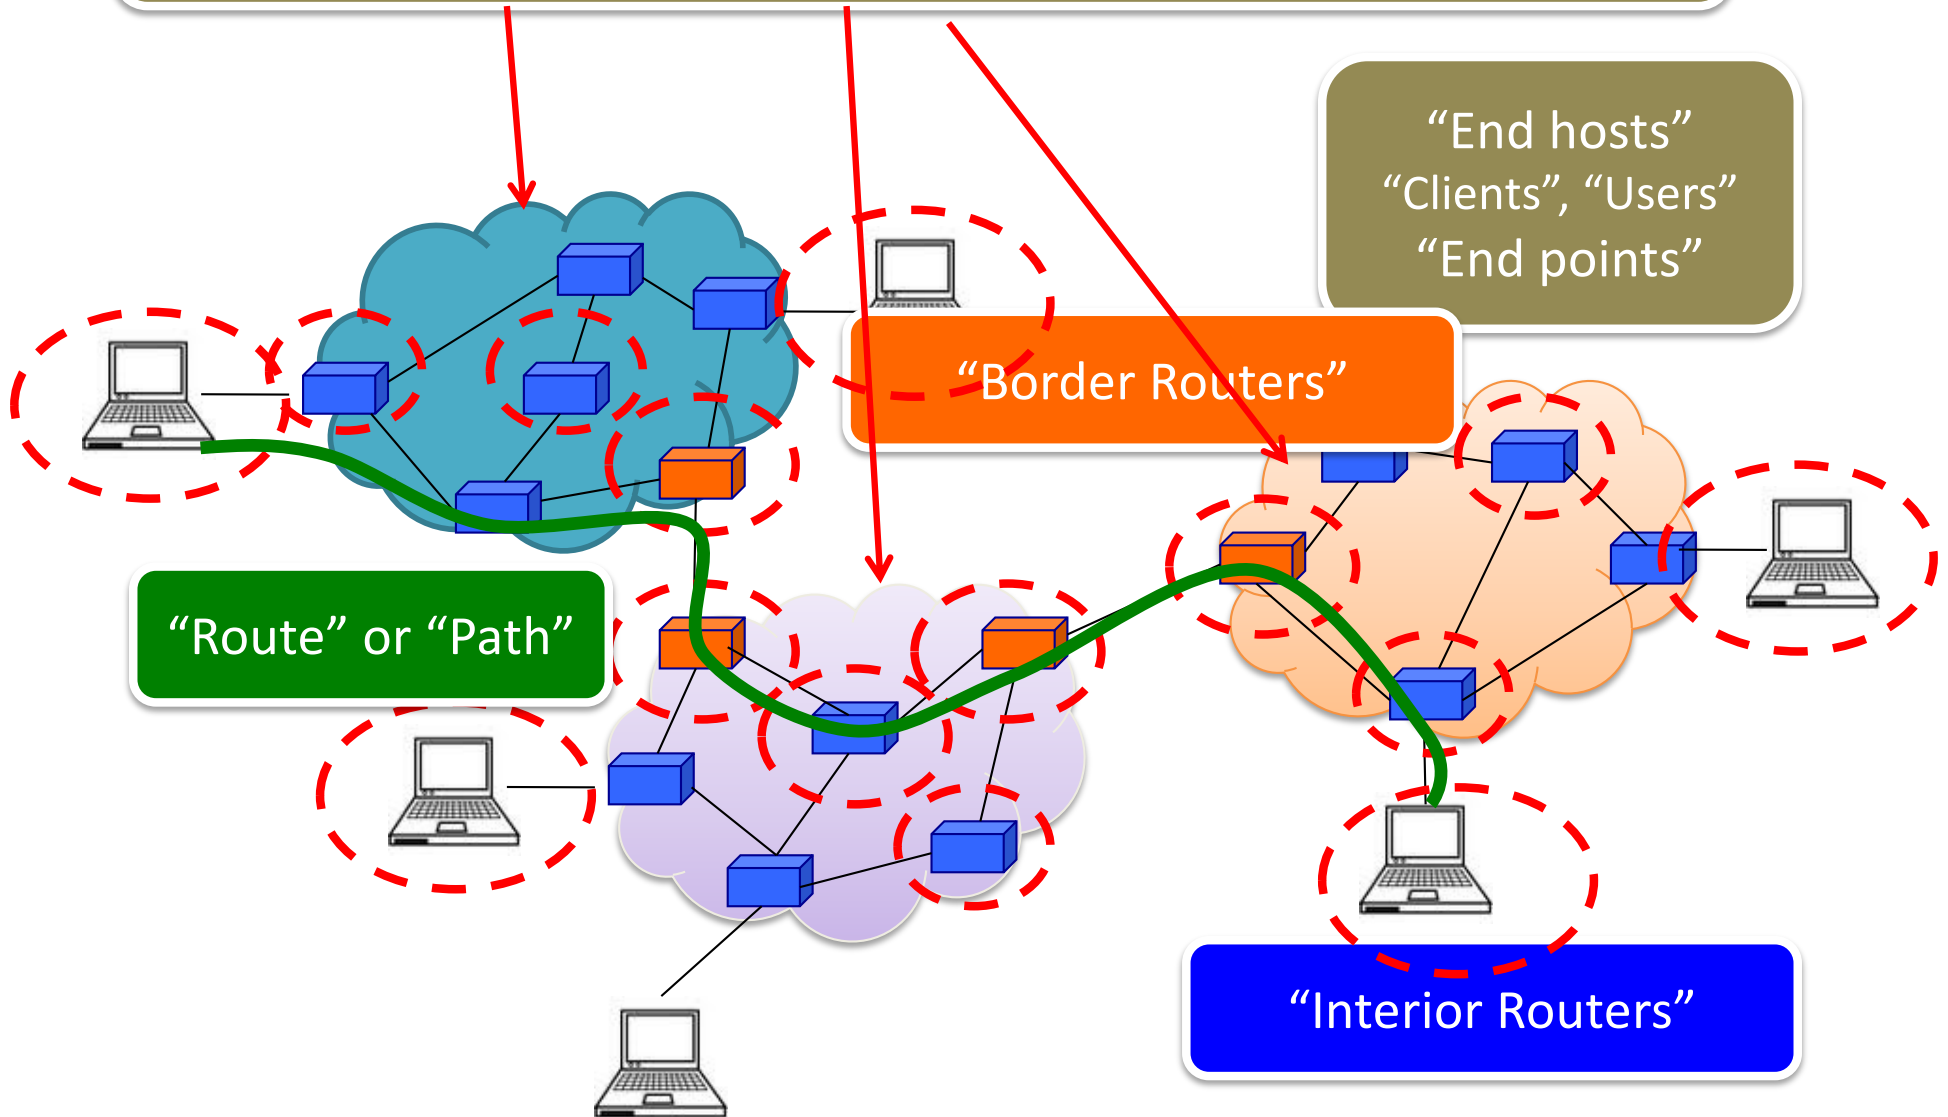 “End hosts”
“Clients”, “Users”
“End points”
“Border Routers”
“Route” or “Path”
“Interior Routers”